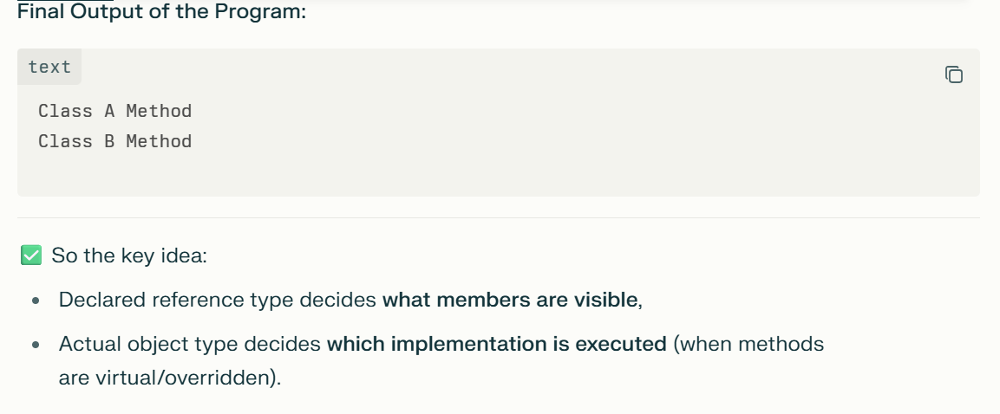 Final Output of the Program:
text
Class A Method
Class B Method
✅ So the key idea:
• Declared reference type decides what members are visible,
• Actual object type decides which implementation is executed (when methods
are virtual/overridden).